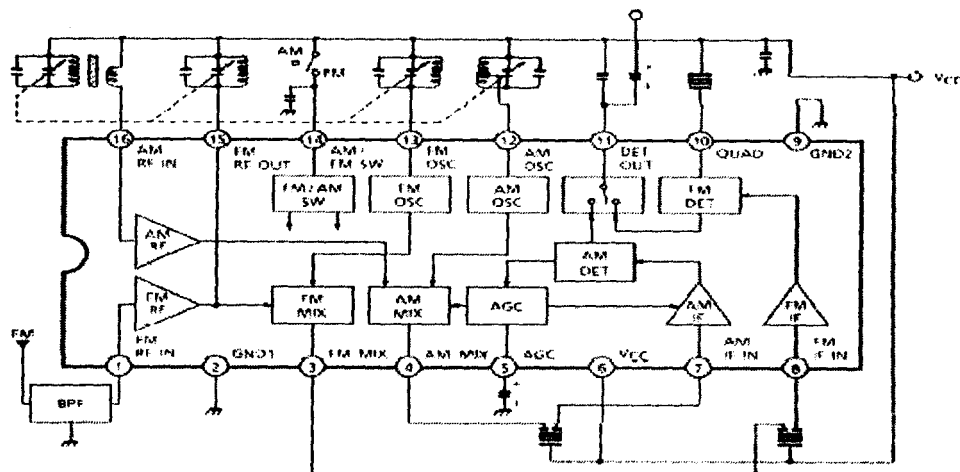 AM
FM
VCC
16 15 14 13 12 11 10 9
AM RF IN
FM RF OUT
AM/ FM SW
FM OSC
AM OSC
DET OUT
QUAD
GND2
FM/AM SW
FM OSC
AM OSC
FM DET
AM RF
AM DET
FM RF
FM MIX
AM MIX
AGC
AM IF
FM IF
FM
FM RF IN
GND1
FM MIX
AM MIX
AGC
VCC
AM IF IN
FM IF IN
1 2 3 4 5 6 7 8
BPF